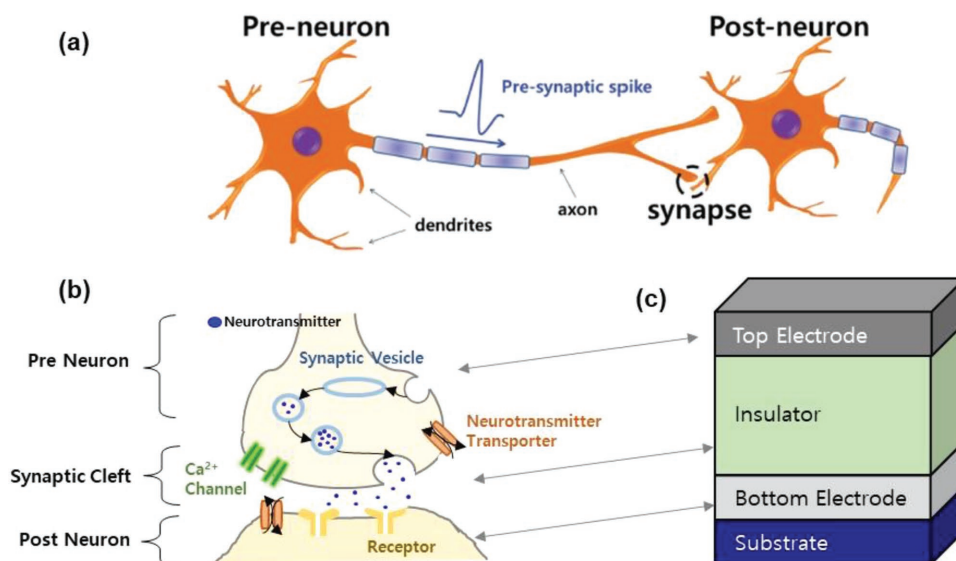 (a)
Pre-neuron
Post-neuron
Pre-synaptic spike
dendrites
axon
synapse
(b)
Neurotransmitter
Pre Neuron
Synaptic Vesicle
Neurotransmitter
Transporter
Synaptic Cleft
Ca²⁺
Channel
Post Neuron
Receptor
(c)
Top Electrode
Insulator
Bottom Electrode
Substrate